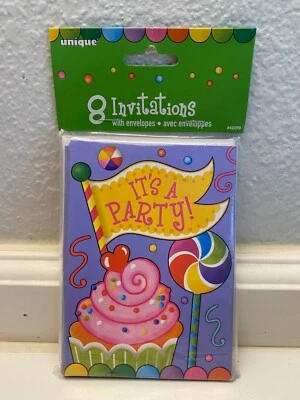 unique
8 Invitations
with envelopes • avec enveloppes
IT'S A
PARTY!